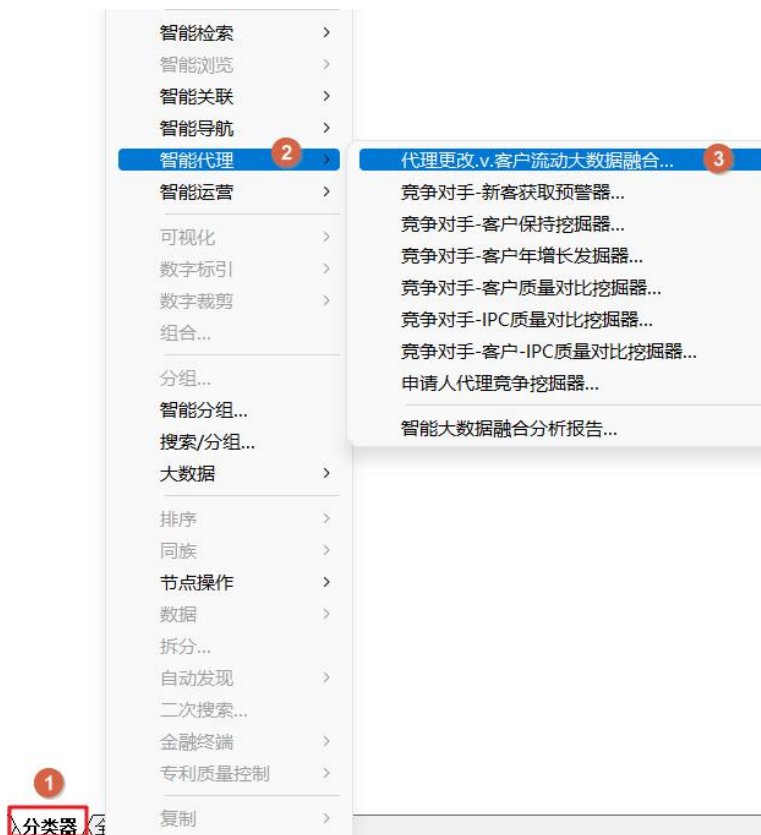 智能检索
智能浏览
智能关联
智能导航
智能代理 2
智能运营
可视化
数字标引
数字裁剪
组合...
分组...
智能分组...
搜索/分组...
大数据
排序
同族
节点操作
数据
拆分...
自动发现
二次搜索...
金融终端
专利质量控制
复制
代理更改.v.客户流动大数据融合... 3
竞争对手-新客获取预警器...
竞争对手-客户保持挖掘器...
竞争对手-客户年增长发掘器...
竞争对手-客户质量对比挖掘器...
竞争对手-IPC质量对比挖掘器...
竞争对手-客户-IPC质量对比挖掘器...
申请人代理竞争挖掘器...
智能大数据融合分析报告...
1
分类器